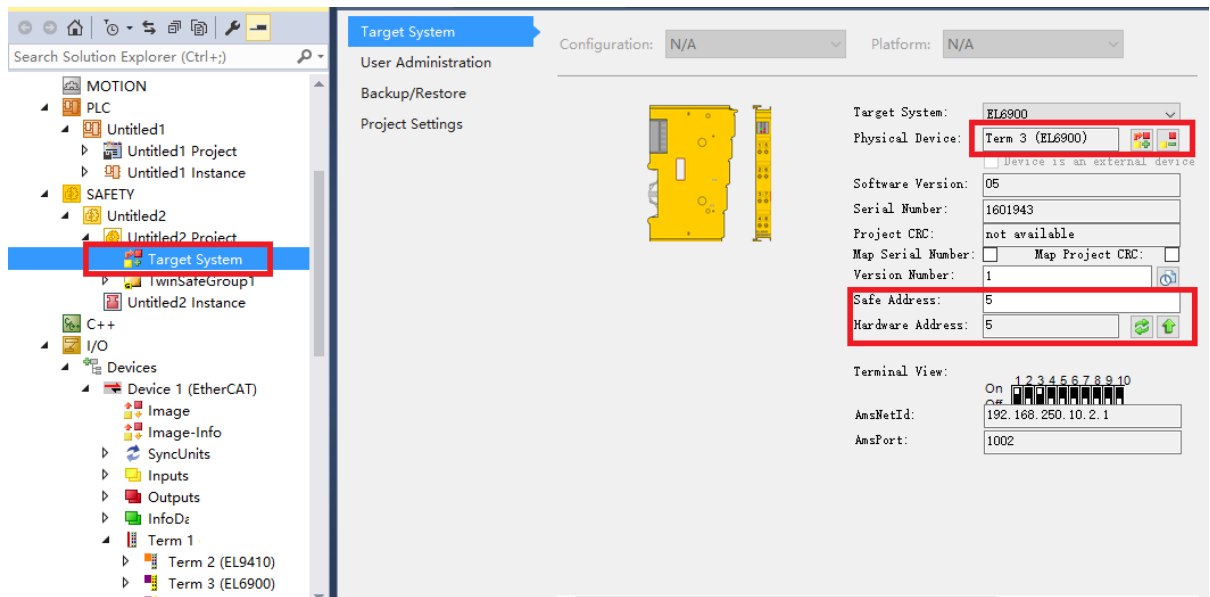 Search Solution Explorer (Ctrl+;)
MOTION
PLC
Untitled1
Untitled1 Project
Untitled1 Instance
SAFETY
Untitled2
Untitled2 Project
Target System
TwinSafeGroup1
Untitled2 Instance
C++
I/O
Devices
Device 1 (EtherCAT)
Image
Image-Info
SyncUnits
Inputs
Outputs
InfoDa
Term 1
Term 2 (EL9410)
Term 3 (EL6900)
Target System
User Administration
Backup/Restore
Project Settings
Configuration: N/A Platform: N/A
Target System: EL6900
Physical Device: Term 3 (EL6900)
Device is an external device
Software Version: 05
Serial Number: 1601943
Project CRC: not available
Map Serial Number: Map Project CRC:
Version Number: 1
Safe Address: 5
Hardware Address: 5
Terminal View:
1 2 3 4 5 6 7 8 9 10
On
Off
AmsNetId: 192.168.250.10.2.1
AmsPort: 1002